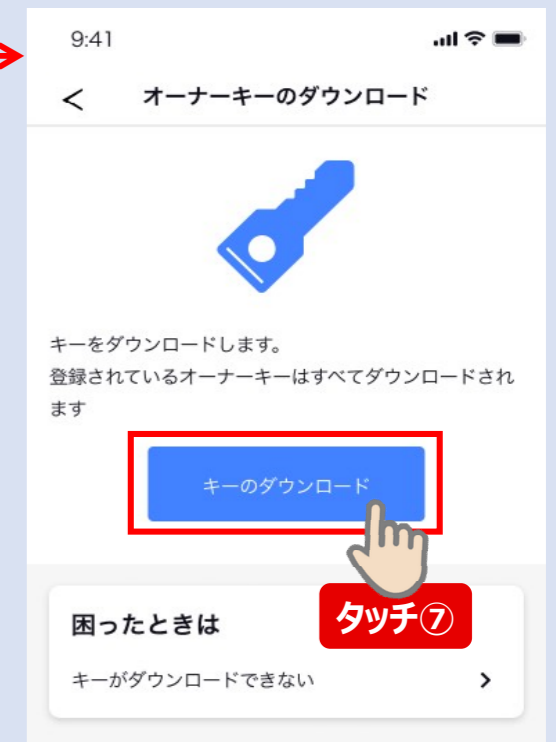 9:41
オーナーキーのダウンロード
キーをダウンロードします。
登録されているオーナーキーはすべてダウンロードされ
ます
キーのダウンロード
タッチ⑦
困ったときは
キーがダウンロードできない